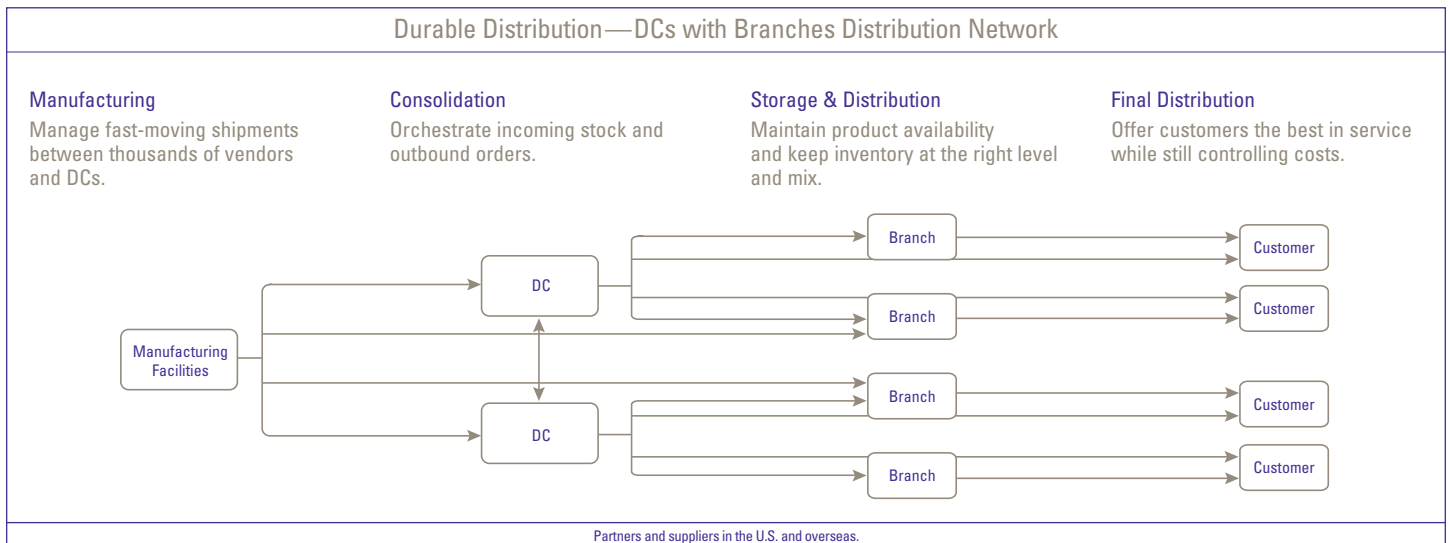 Durable Distribution—DCs with Branches Distribution Network
Manufacturing
Manage fast-moving shipments
between thousands of vendors
and DCs.
Consolidation
Orchestrate incoming stock and
outbound orders.
Storage & Distribution
Maintain product availability
and keep inventory at the right level
and mix.
Final Distribution
Offer customers the best in service
while still controlling costs.
Manufacturing
Facilities
DC
DC
Branch
Branch
Branch
Branch
Customer
Customer
Customer
Customer
Partners and suppliers in the U.S. and overseas.